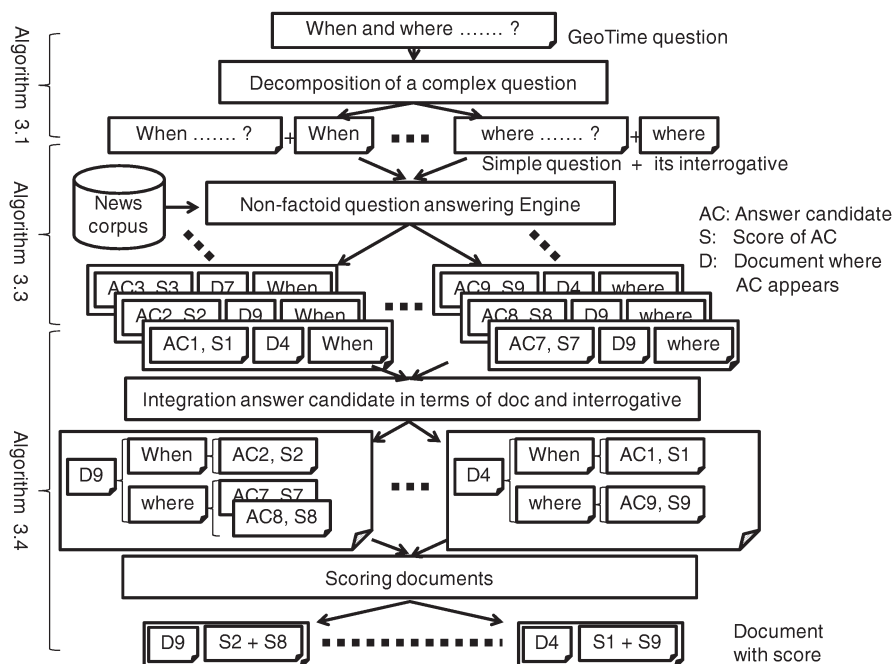 When and where ....... ?
GeoTime question
Algorithm 3.1
Decomposition of a complex question
When ....... ? + When
where ....... ? + where
Simple question + its interrogative
Algorithm 3.3
News
corpus
Non-factoid question answering Engine
AC: Answer candidate
S: Score of AC
D: Document where
AC appears
AC3, S3 D7 When
AC9, S9 D4 where
AC2, S2 D9 When
AC8, S8 D9 where
AC1, S1 D4 When
AC7, S7 D9 where
Algorithm 3.4
Integration answer candidate in terms of doc and interrogative
D9
When AC2, S2
where AC7, S7
AC8, S8
D4
When AC1, S1
where AC9, S9
Scoring documents
D9 S2 + S8
D4 S1 + S9
Document
with score